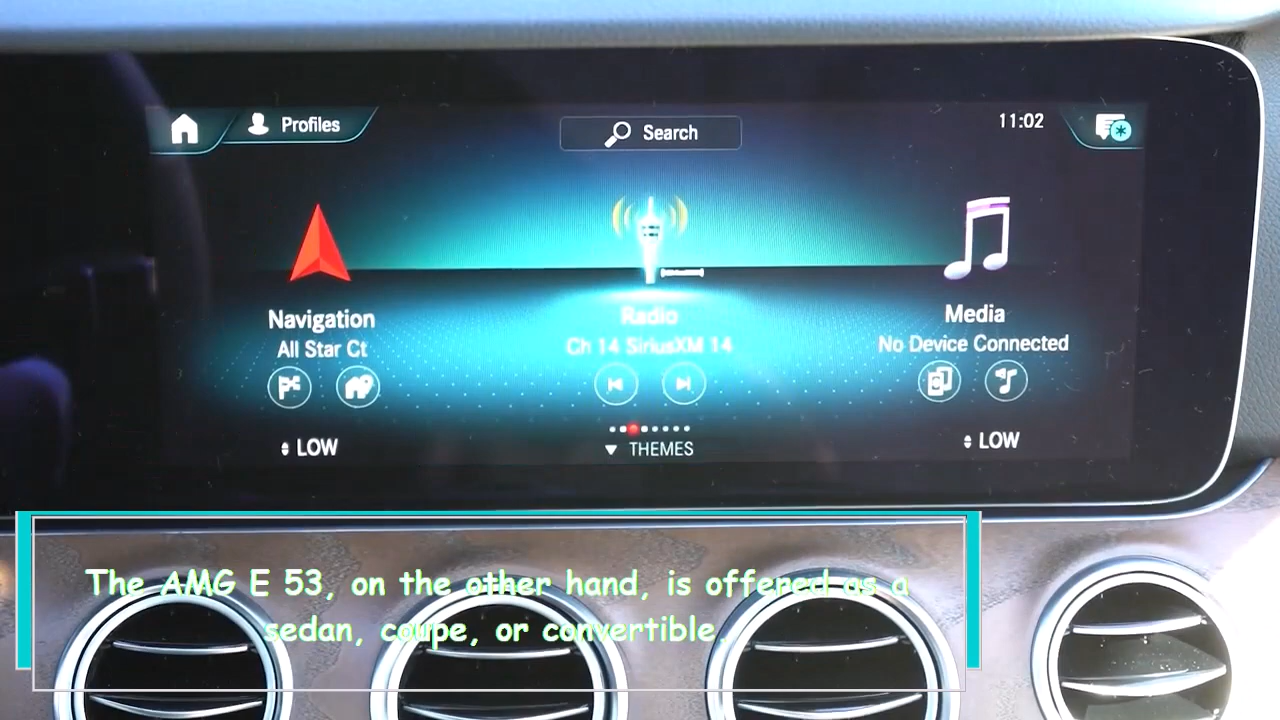 Profiles
Search
11:02
Navigation
All Star Ct
Radio
Ch 14 SiriusXM 14
Media
No Device Connected
LOW
THEMES
LOW
The AMG E 53, on the other hand, is offered as a
sedan, coupe, or convertible.